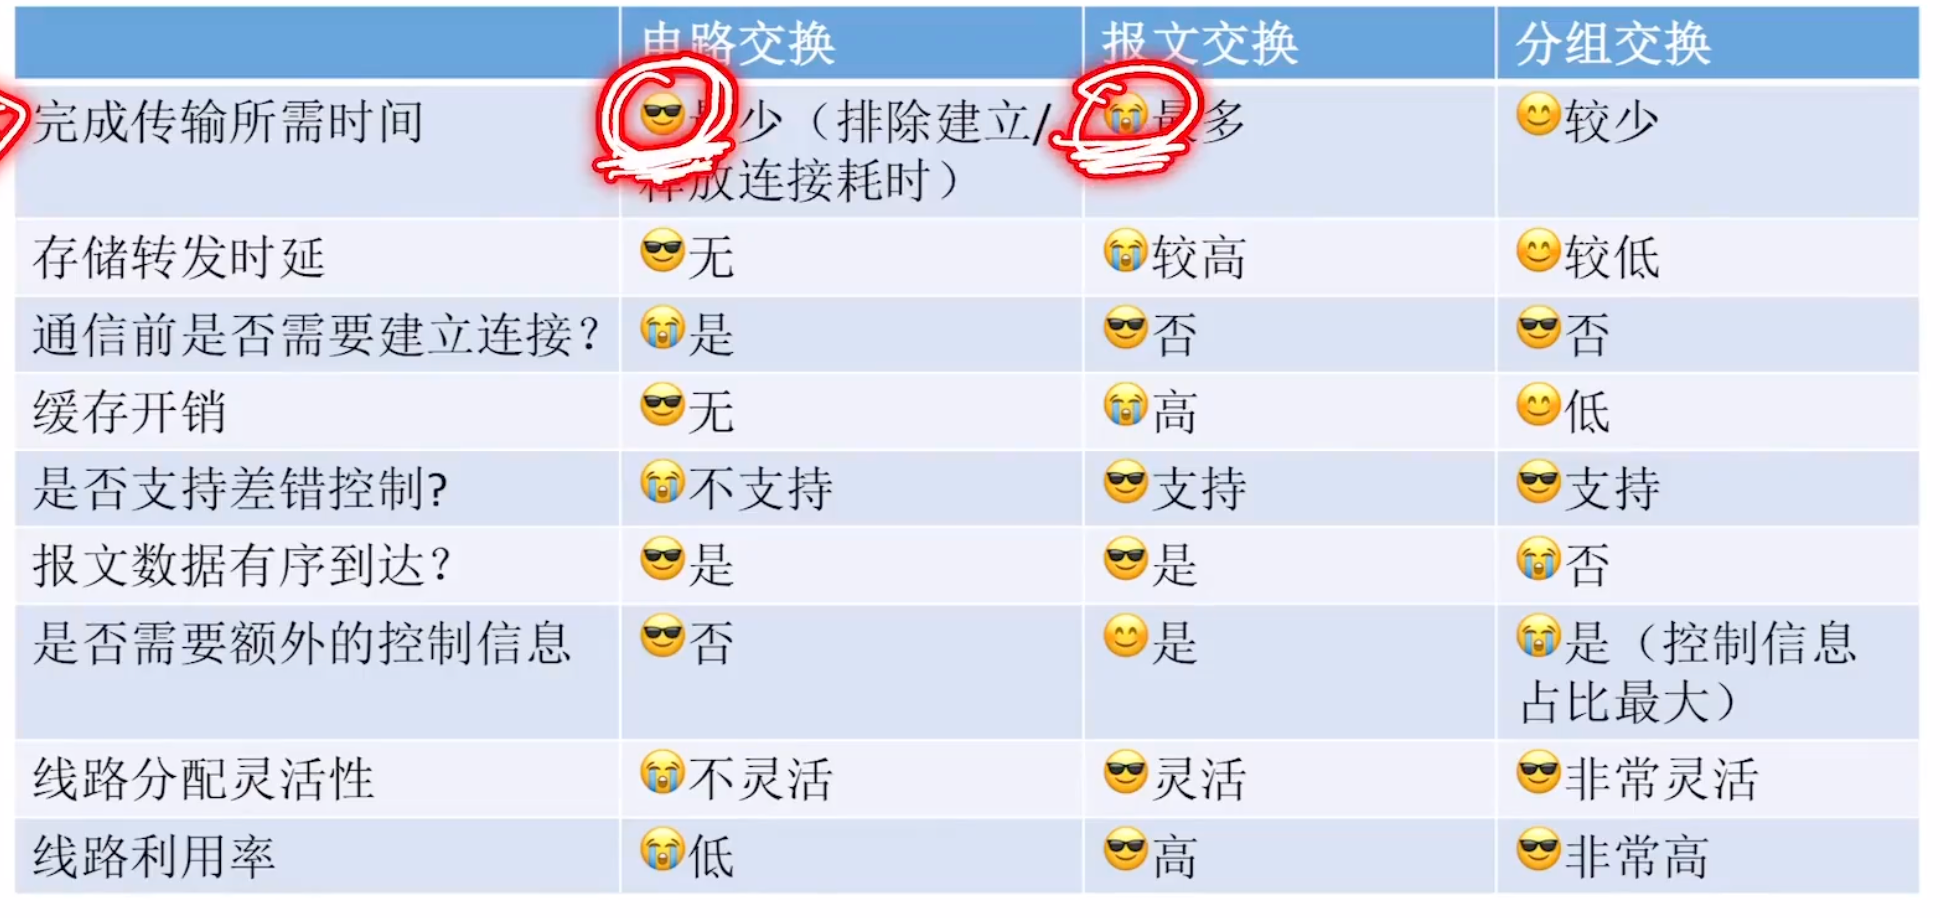 电路交换
报文交换
分组交换
完成传输所需时间
最少（排除建立/
释放连接耗时）
最多
较少
存储转发时延
无
较高
较低
通信前是否需要建立连接？
是
否
否
缓存开销
无
高
低
是否支持差错控制?
不支持
支持
支持
报文数据有序到达？
是
是
否
是否需要额外的控制信息
否
是
是（控制信息
占比最大）
线路分配灵活性
不灵活
灵活
非常灵活
线路利用率
低
高
非常高